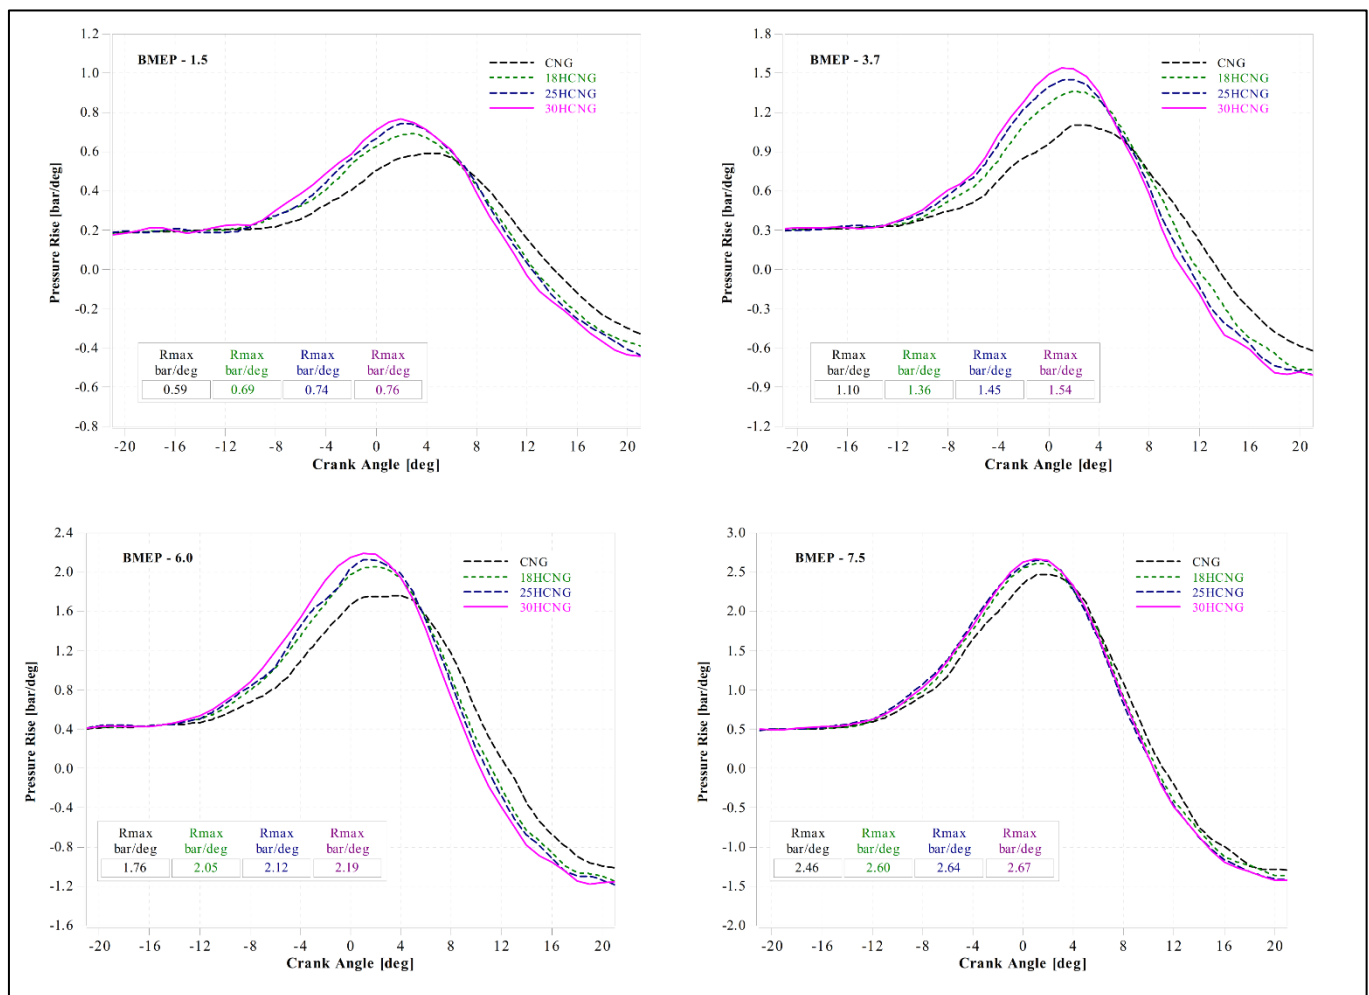 BMEP - 1.5
CNG
18HCNG
25HCNG
30HCNG
1.2
1.0
0.8
0.6
0.4
0.2
0.0
-0.2
-0.4
-0.6
-0.8
Pressure Rise [bar/deg]
Rmax Rmax Rmax Rmax
bar/deg bar/deg bar/deg bar/deg
0.59 0.69 0.74 0.76
-20 -16 -12 -8 -4 0 4 8 12 16 20
Crank Angle [deg]
BMEP - 3.7
CNG
18HCNG
25HCNG
30HCNG
1.8
1.5
1.2
0.9
0.6
0.3
0.0
-0.3
-0.6
-0.9
-1.2
Pressure Rise [bar/deg]
Rmax Rmax Rmax Rmax
bar/deg bar/deg bar/deg bar/deg
1.10 1.36 1.45 1.54
-20 -16 -12 -8 -4 0 4 8 12 16 20
Crank Angle [deg]
BMEP - 6.0
CNG
18HCNG
25HCNG
30HCNG
2.4
2.0
1.6
1.2
0.8
0.4
0.0
-0.4
-0.8
-1.2
-1.6
Pressure Rise [bar/deg]
Rmax Rmax Rmax Rmax
bar/deg bar/deg bar/deg bar/deg
1.76 2.05 2.12 2.19
-20 -16 -12 -8 -4 0 4 8 12 16 20
Crank Angle [deg]
BMEP - 7.5
CNG
18HCNG
25HCNG
30HCNG
3.0
2.5
2.0
1.5
1.0
0.5
0.0
-0.5
-1.0
-1.5
-2.0
Pressure Rise [bar/deg]
Rmax Rmax Rmax Rmax
bar/deg bar/deg bar/deg bar/deg
2.46 2.60 2.64 2.67
-20 -16 -12 -8 -4 0 4 8 12 16 20
Crank Angle [deg]